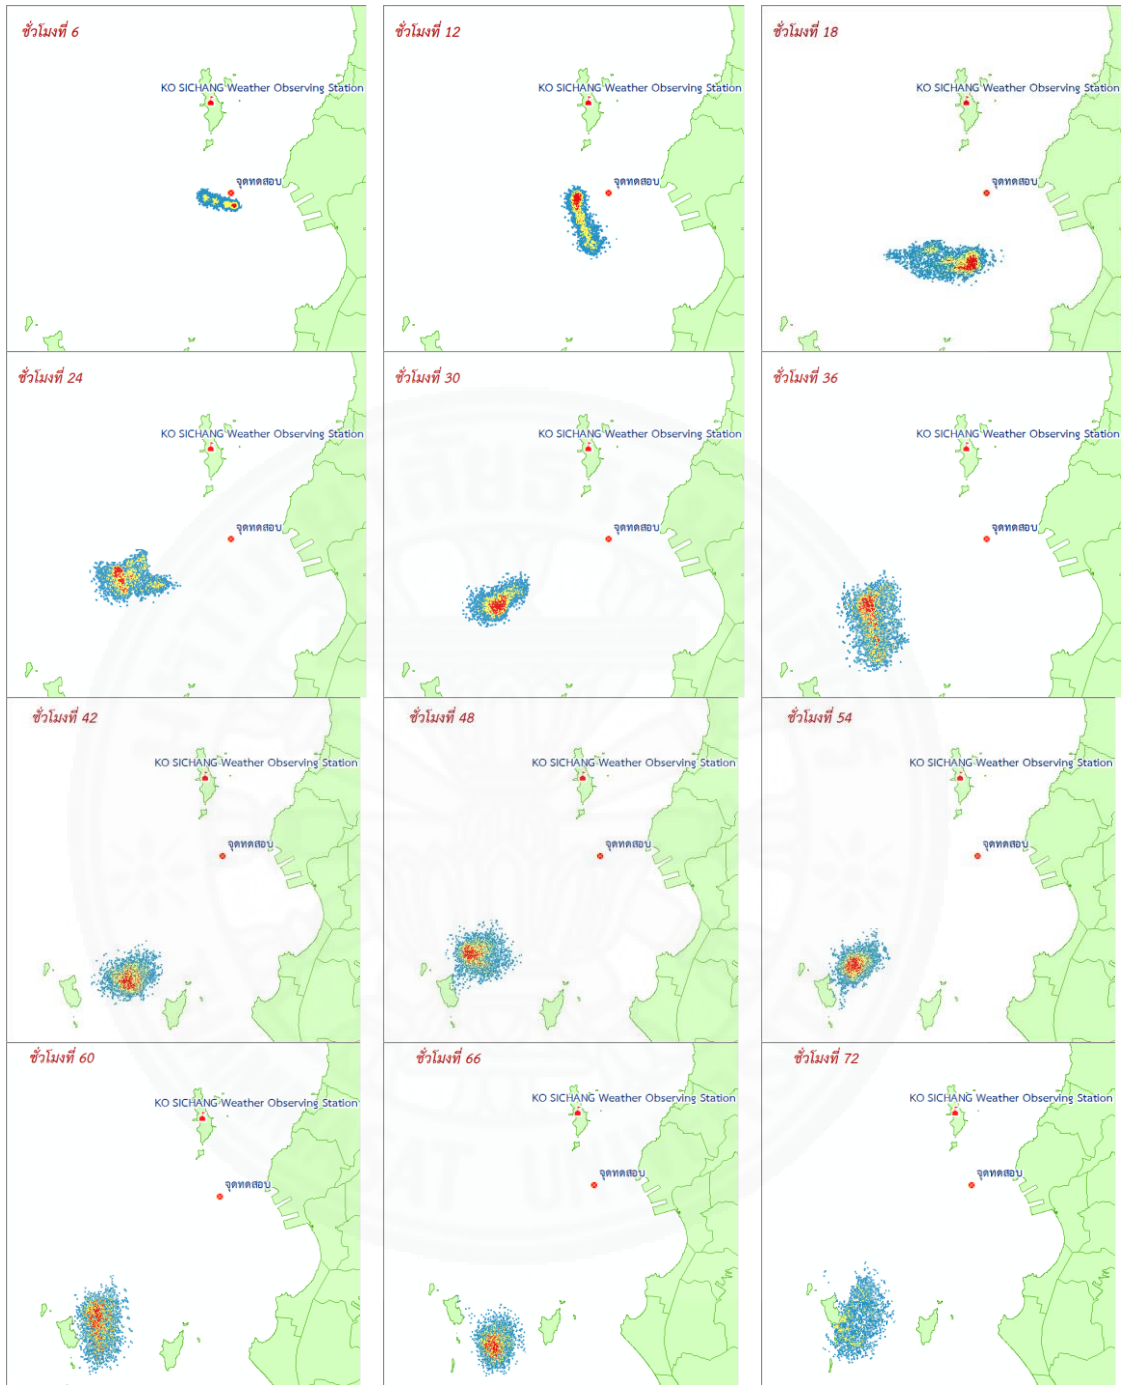 ชั่วโมงที่ 6
KO SICHANG Weather Observing Station
จุดทดสอบ
ชั่วโมงที่ 12
KO SICHANG Weather Observing Station
จุดทดสอบ
ชั่วโมงที่ 18
KO SICHANG Weather Observing Station
จุดทดสอบ
ชั่วโมงที่ 24
KO SICHANG Weather Observing Station
จุดทดสอบ
ชั่วโมงที่ 30
KO SICHANG Weather Observing Station
จุดทดสอบ
ชั่วโมงที่ 36
KO SICHANG Weather Observing Station
จุดทดสอบ
ชั่วโมงที่ 42
KO SICHANG Weather Observing Station
จุดทดสอบ
ชั่วโมงที่ 48
KO SICHANG Weather Observing Station
จุดทดสอบ
ชั่วโมงที่ 54
KO SICHANG Weather Observing Station
จุดทดสอบ
ชั่วโมงที่ 60
KO SICHANG Weather Observing Station
จุดทดสอบ
ชั่วโมงที่ 66
KO SICHANG Weather Observing Station
จุดทดสอบ
ชั่วโมงที่ 72
KO SICHANG Weather Observing Station
จุดทดสอบ